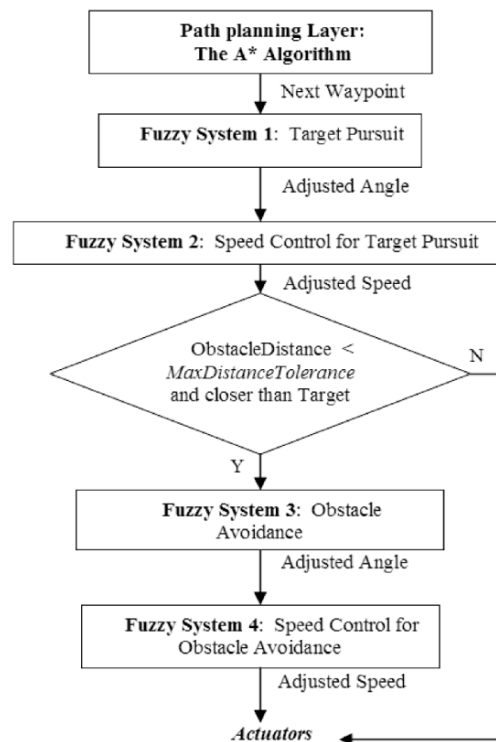 Path planning Layer:
The A* Algorithm
Next Waypoint
Fuzzy System 1: Target Pursuit
Adjusted Angle
Fuzzy System 2: Speed Control for Target Pursuit
Adjusted Speed
ObstacleDistance <
MaxDistanceTolerance
and closer than Target
N
Y
Fuzzy System 3: Obstacle
Avoidance
Adjusted Angle
Fuzzy System 4: Speed Control for
Obstacle Avoidance
Adjusted Speed
Actuators